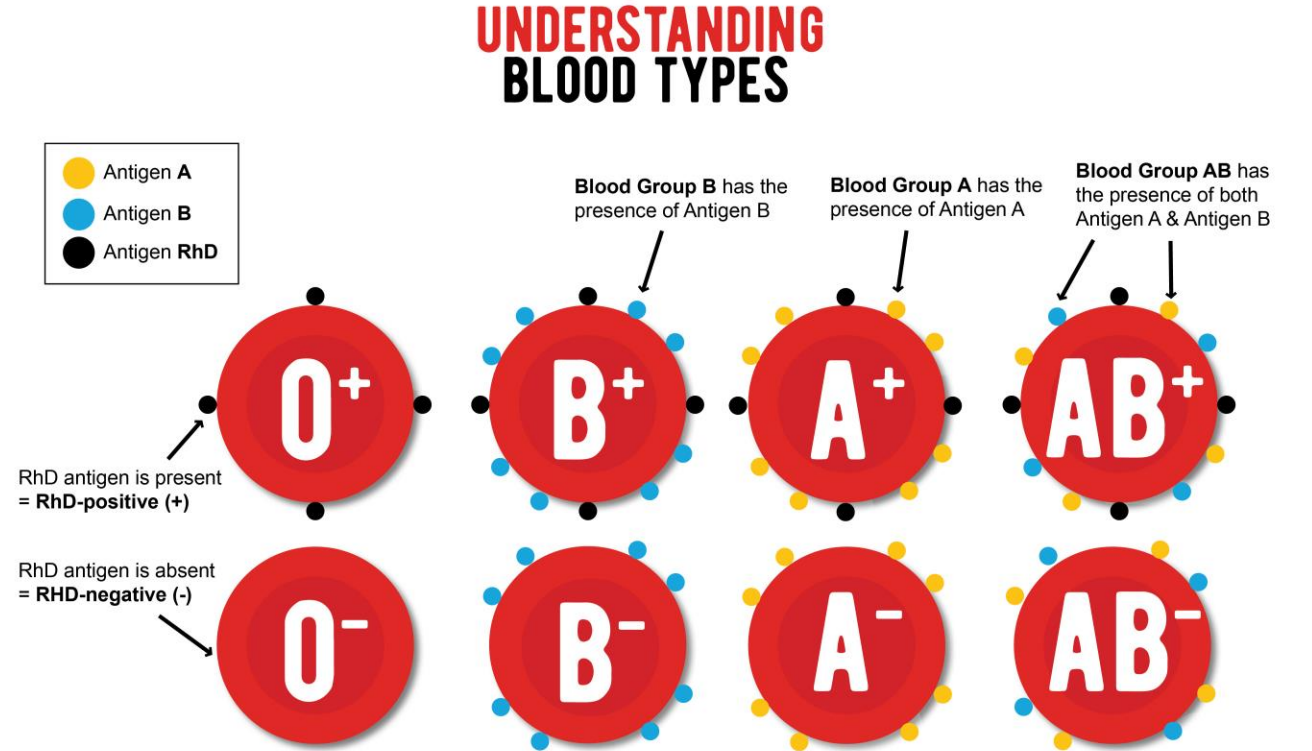 UNDERSTANDING
BLOOD TYPES
Antigen A
Antigen B
Antigen RhD
Blood Group B has the
presence of Antigen B
Blood Group A has the
presence of Antigen A
Blood Group AB has
the presence of both
Antigen A & Antigen B
O+
B+
A+
AB+
RhD antigen is present
= RhD-positive (+)
RhD antigen is absent
= RHD-negative (-)
O-
B-
A-
AB-